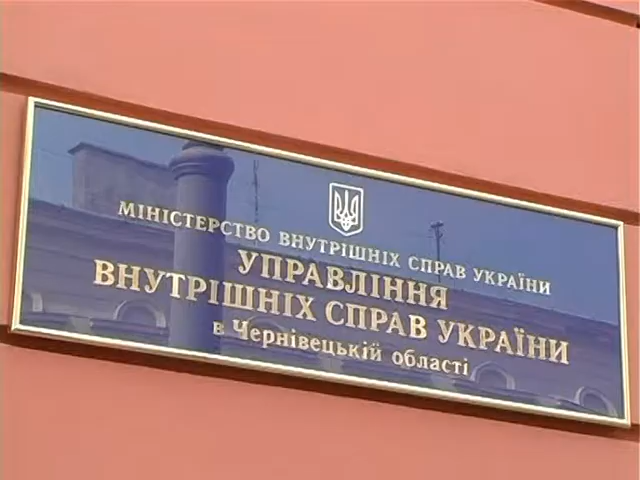 МІНІСТЕРСТВО ВНУТРІШНІХ СПРАВ УКРАЇНИ
УПРАВЛІННЯ
ВНУТРІШНІХ СПРАВ УКРАЇНИ
в Чернівецькій області